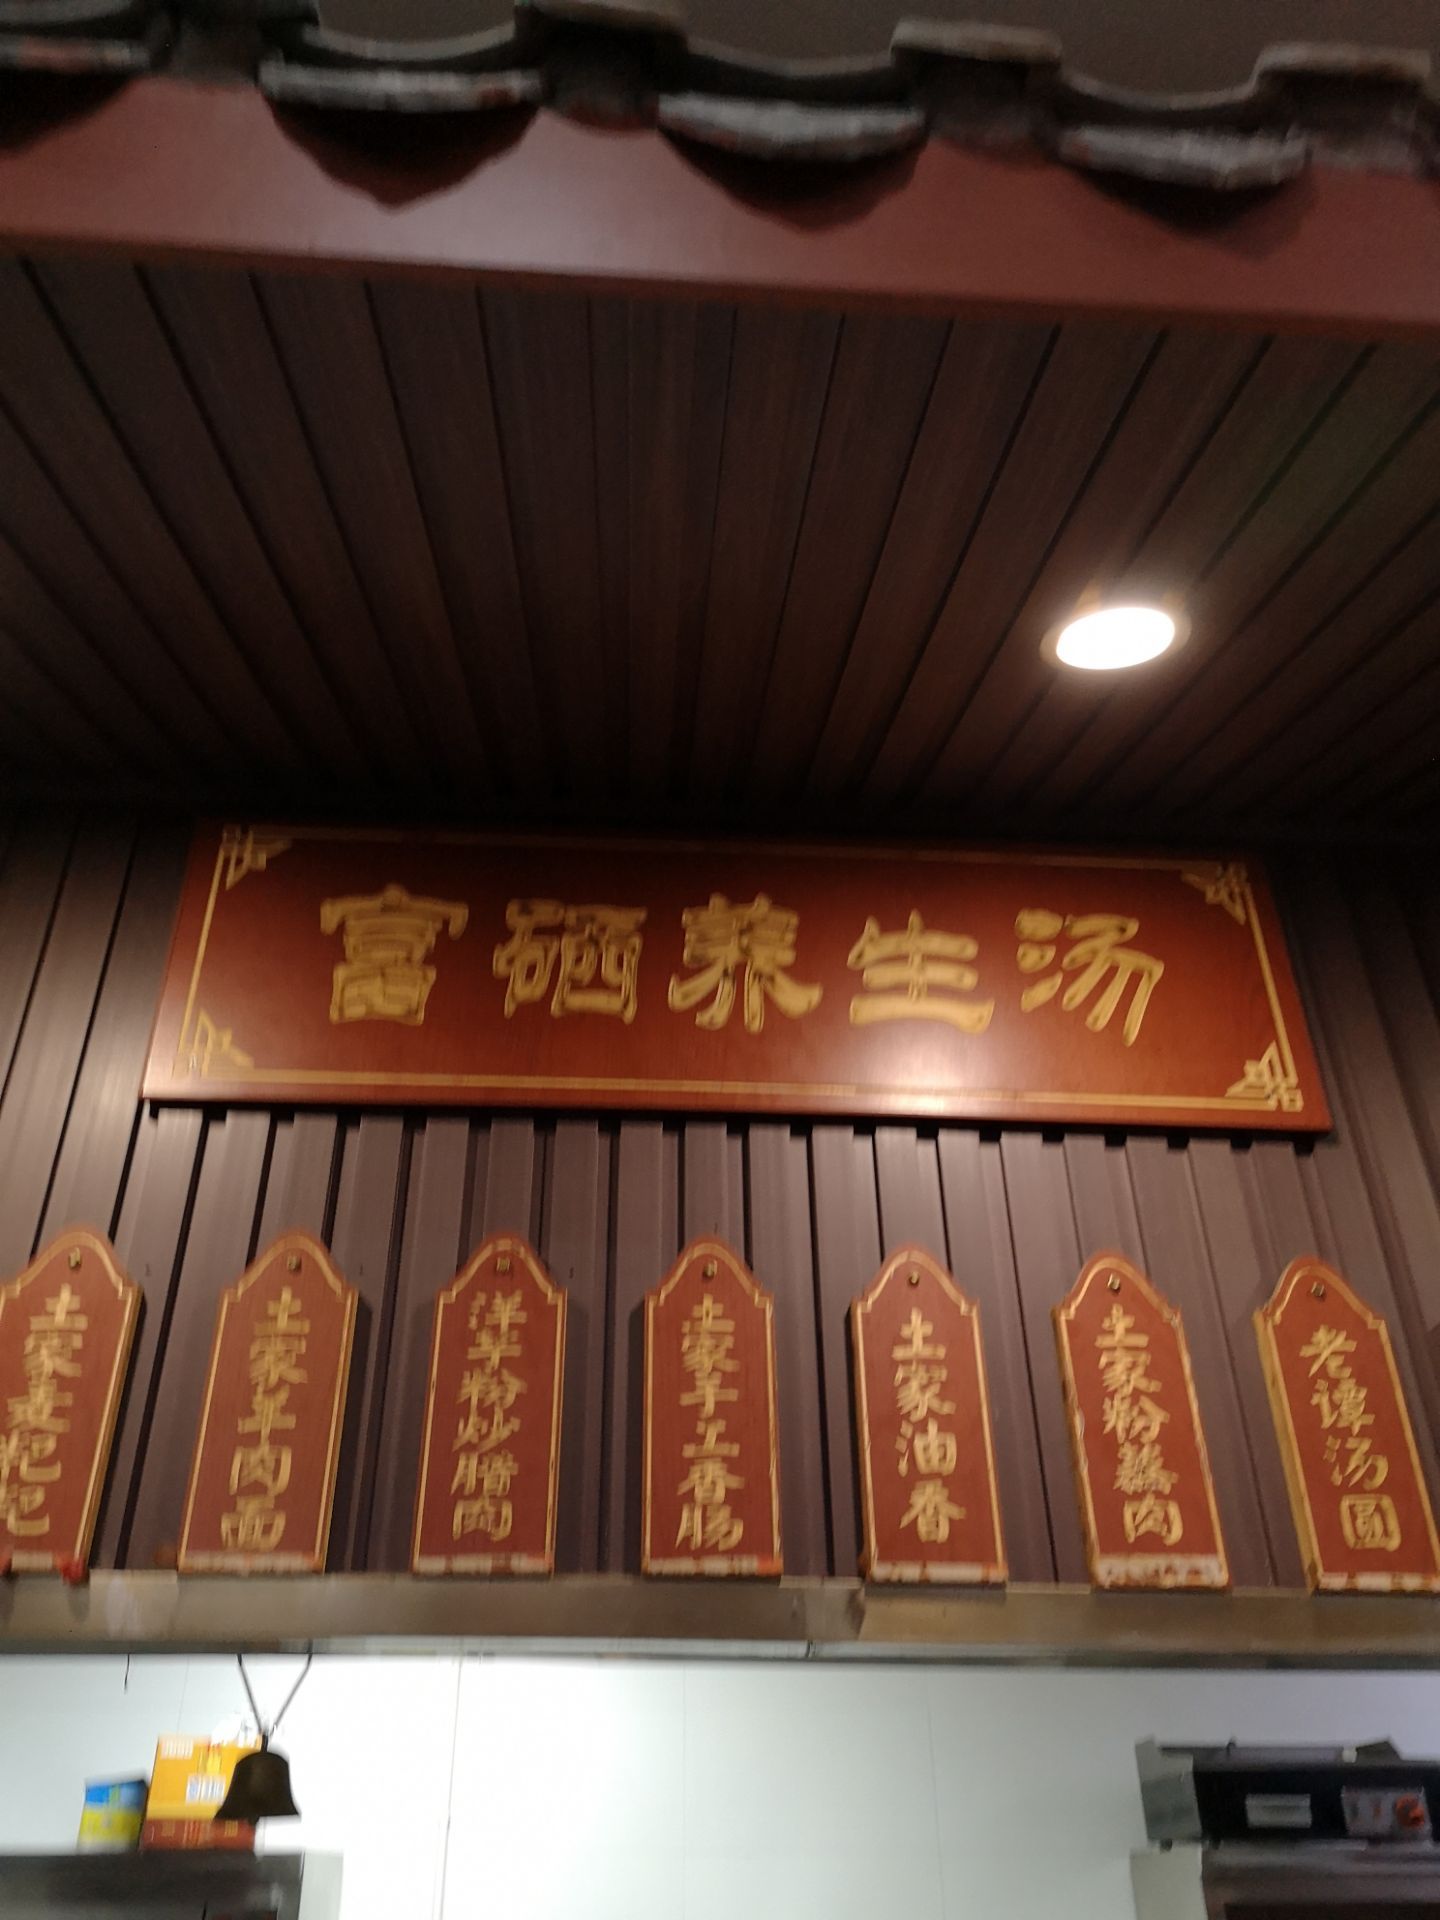 富硒养生汤
土家麦粑粑
土家羊肉面
洋芋粉炒腊肉
土家手工香肠
土家油香
土家粉蒸肉
老谭汤圆